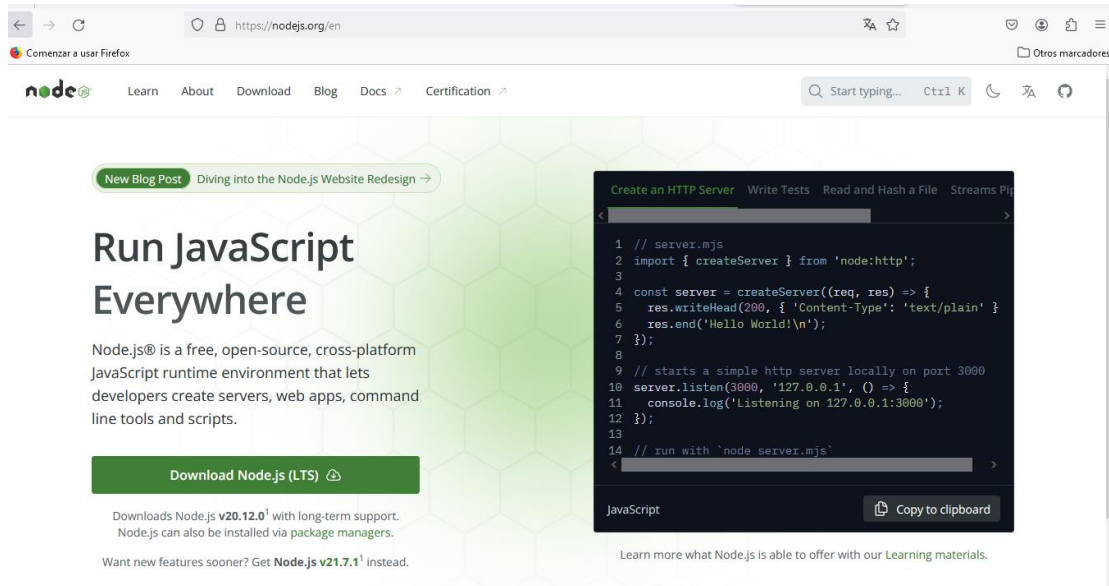 https://nodejs.org/en
Comenzar a usar Firefox
Otros marcadores
node JS
Learn About Download Blog Docs Certification
Start typing... Ctrl K
New Blog Post Diving into the Node.js Website Redesign →
Run JavaScript
Everywhere
Node.js® is a free, open-source, cross-platform
JavaScript runtime environment that lets
developers create servers, web apps, command
line tools and scripts.
Download Node.js (LTS)
Downloads Node.js v20.12.0¹ with long-term support.
Node.js can also be installed via package managers.
Want new features sooner? Get Node.js v21.7.1¹ instead.
Create an HTTP Server Write Tests Read and Hash a File Streams Pip
1 // server.mjs
2 import { createServer } from 'node:http';
3
4 const server = createServer((req, res) => {
5 res.writeHead(200, { 'Content-Type': 'text/plain' }
6 res.end('Hello World!\n');
7 });
8
9 // starts a simple http server locally on port 3000
10 server.listen(3000, '127.0.0.1', () => {
11 console.log('Listening on 127.0.0.1:3000');
12 });
13
14 // run with `node server.mjs`
JavaScript
Copy to clipboard
Learn more what Node.js is able to offer with our Learning materials.